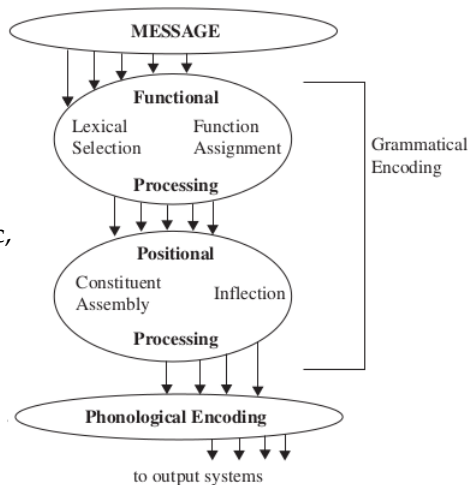 MESSAGE
Functional
Lexical
Selection
Function
Assignment
Processing
Grammatical
Encoding
Positional
Constituent
Assembly
Inflection
Processing
Phonological Encoding
to output systems